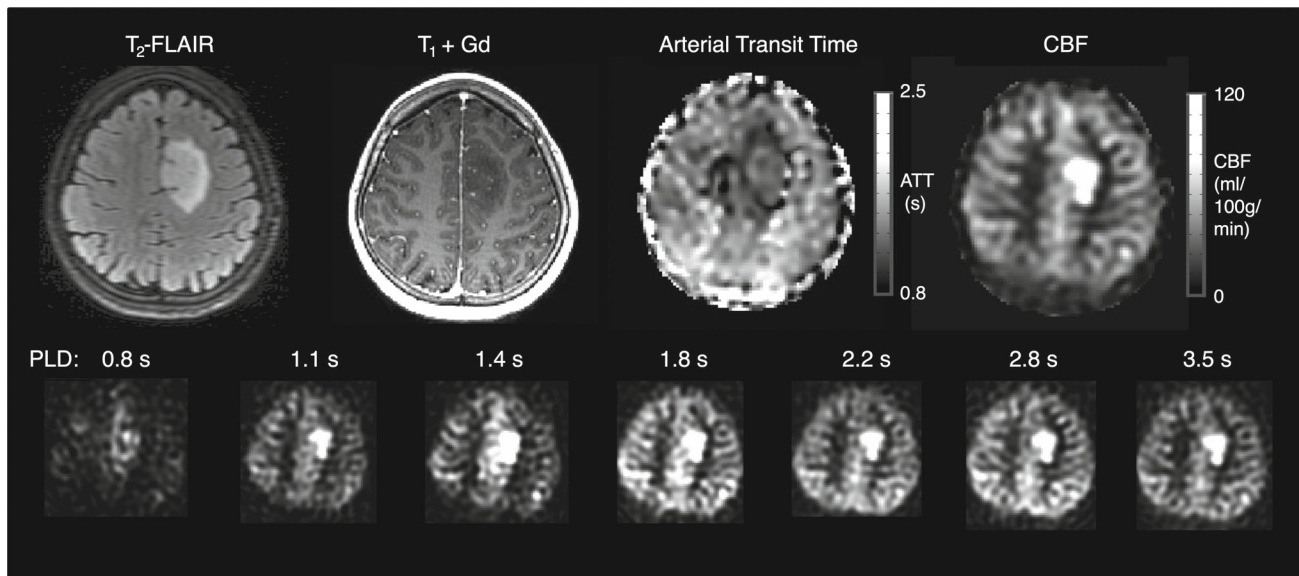 T2-FLAIR
T1 + Gd
Arterial Transit Time
CBF
2.5
ATT
(s)
0.8
120
CBF
(ml/
100g/
min)
0
PLD: 0.8 s 1.1 s 1.4 s 1.8 s 2.2 s 2.8 s 3.5 s